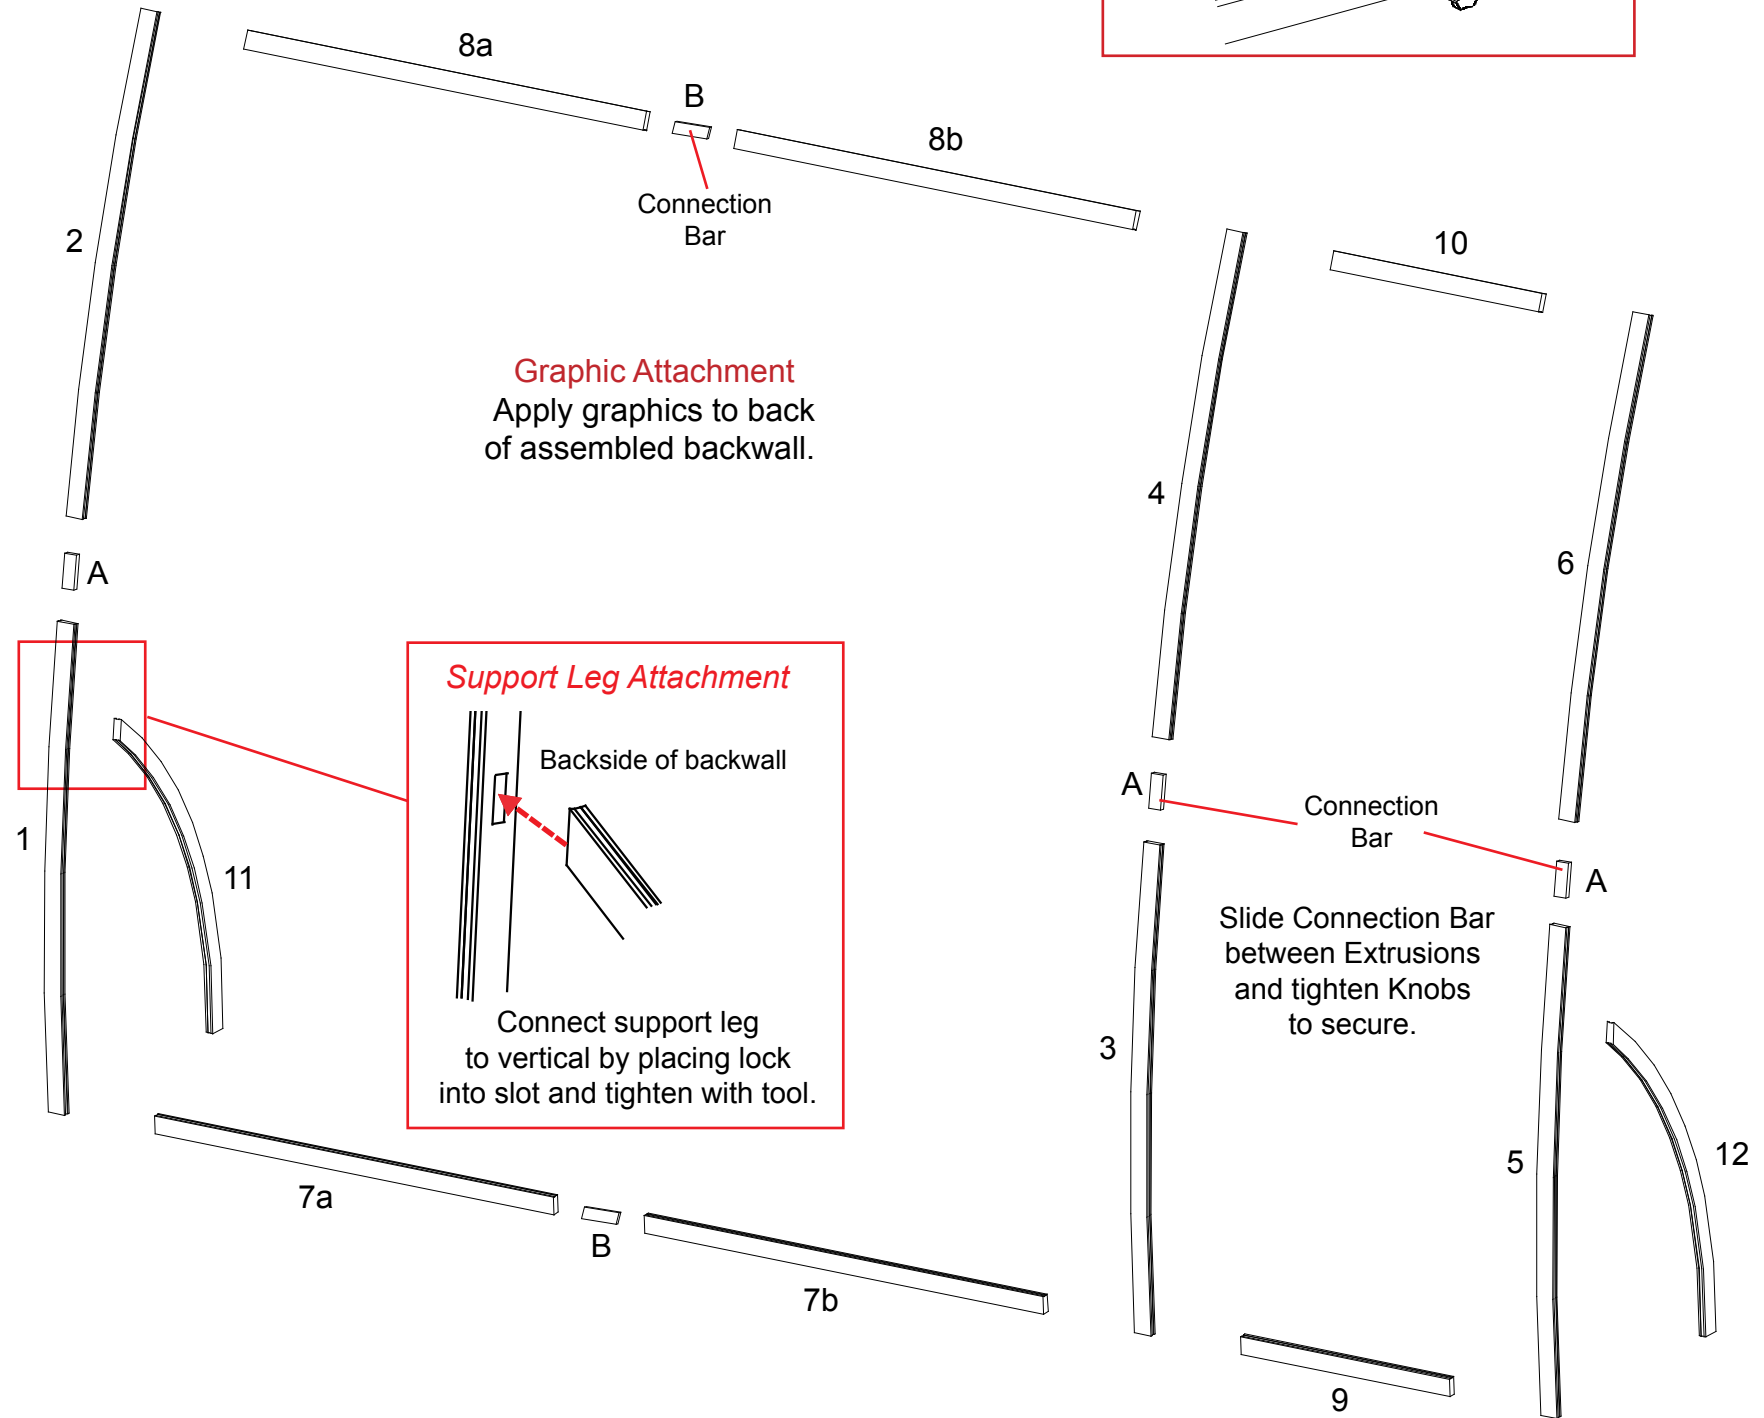 8a
B
8b
Connection
Bar
2
10
Graphic Attachment
Apply graphics to back
of assembled backwall.
4
6
A
Support Leg Attachment
Backside of backwall
A
Connection
Bar
1
11
A
Slide Connection Bar
between Extrusions
and tighten Knobs
to secure.
Connect support leg
to vertical by placing lock
into slot and tighten with tool.
3
5
12
7a
B
7b
9